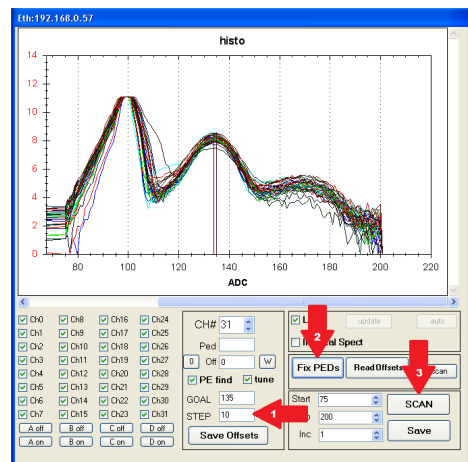 Eth:192.168.0.57
histo
14
12
10
8
6
4
2
0
80 100 120 140 160 180 200 220
ADC
Ch0 Ch8 Ch16 Ch24
Ch1 Ch9 Ch17 Ch25
Ch2 Ch10 Ch18 Ch26
Ch3 Ch11 Ch19 Ch27
Ch4 Ch12 Ch20 Ch28
Ch5 Ch13 Ch21 Ch29
Ch6 Ch14 Ch22 Ch30
Ch7 Ch15 Ch23 Ch31
A off B off C off D off
A on B on C on D on
CH# 31
Ped
0 Off 0 W
PE find tune
GOAL 135
STEP 10
1
Save Offsets
L
update
auto
2
Spect
Fix PEDs
Read Offsets
3
Start 75
200
Inc 1
SCAN
Save